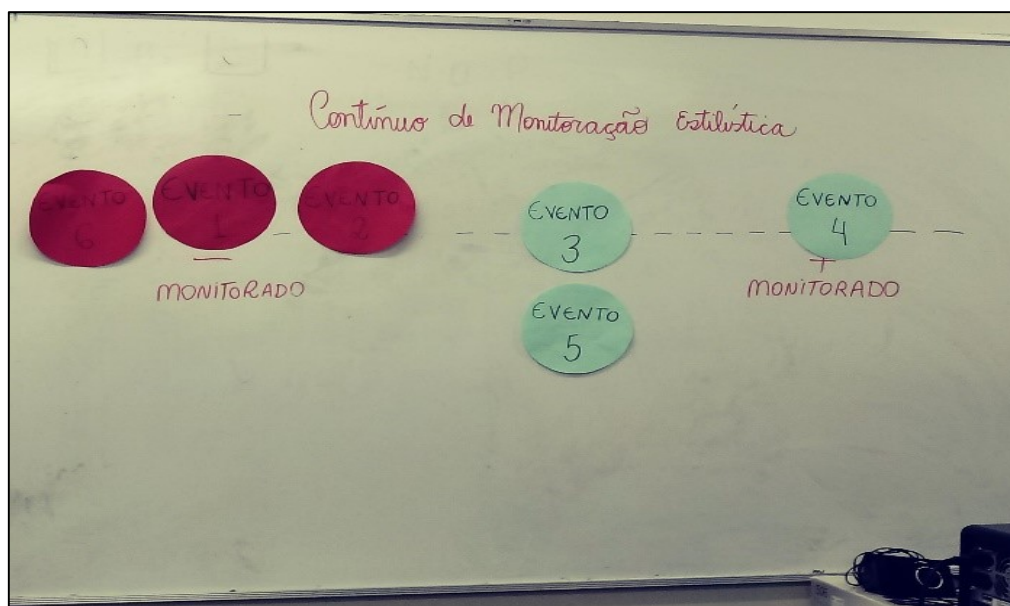 Contínuo de Monitoração Estilística
EVENTO
6
EVENTO
1
EVENTO
2
EVENTO
3
EVENTO
4
EVENTO
5
—
MONITORADO
+
MONITORADO